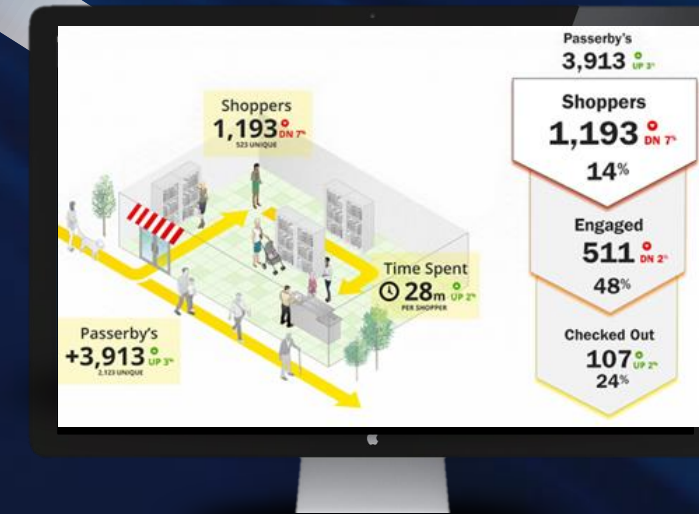 Shoppers
1,193 DN 7%
523 UNIQUE
Time Spent
28m UP 2%
PER SHOPPER
Passerby's
+3,913 UP 3%
2,123 UNIQUE
Passerby's
3,913 UP 3%
Shoppers
1,193 DN 7%
14%
Engaged
511 DN 2%
48%
Checked Out
107 UP 2%
24%